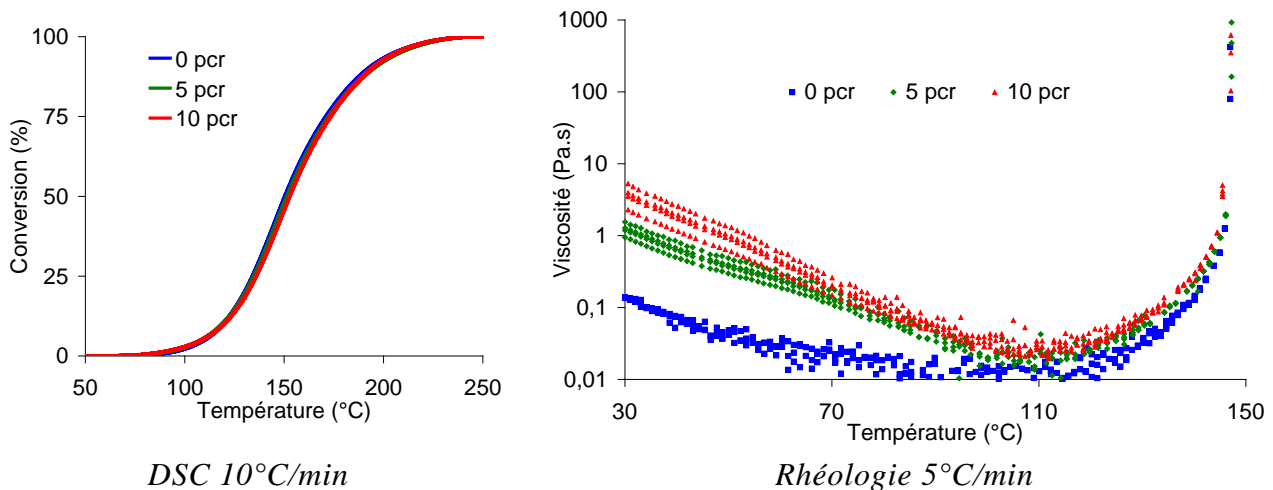 100
75
50
25
0
Conversion (%)
0 pcr
5 pcr
10 pcr
50 100 150 200 250
Température (°C)
DSC 10°C/min
1000
100
10
1
0,1
0,01
Viscosité (Pa.s)
0 pcr 5 pcr 10 pcr
30 70 110 150
Température (°C)
Rhéologie 5°C/min